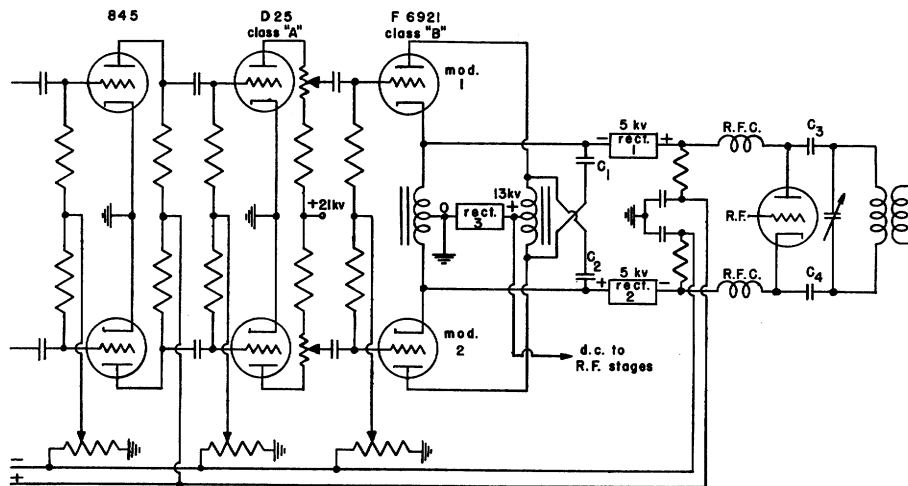 845
D 25
class "A"
F 6921
class "B"
mod.
1
5 kv
− rect. +
1
R.F.C.
C3
C1
+21kv
O
rect.
3
13kv
+
R.F.
C2
5 kv
+ rect. −
2
R.F.C.
C4
mod.
2
d.c. to
R.F. stages
−
+